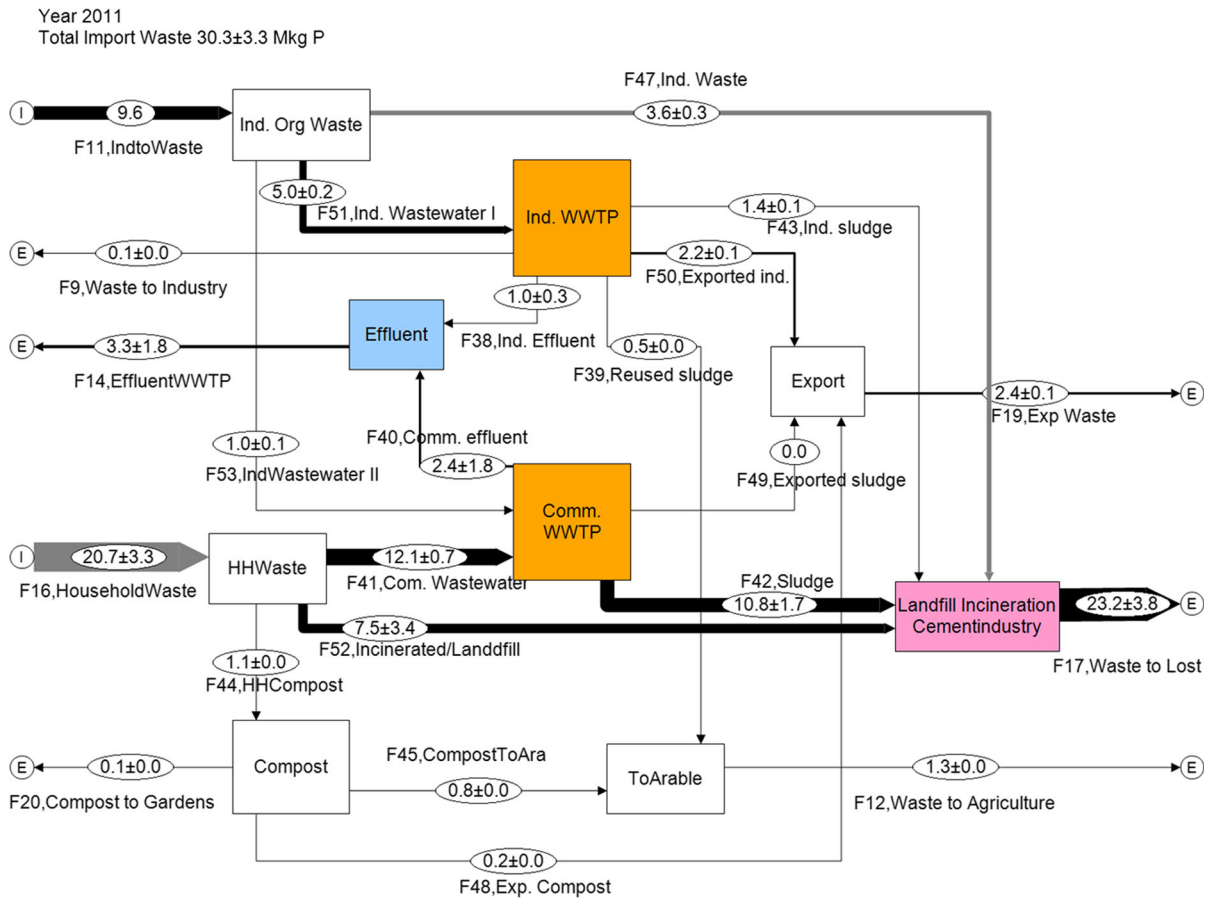 Year 2011
Total Import Waste 30.3±3.3 Mkg P
F47,Ind. Waste
I
9.6
Ind. Org Waste
3.6±0.3
F11,IndtoWaste
5.0±0.2
F51,Ind. Wastewater I
Ind. WWTP
1.4±0.1
F43,Ind. sludge
E
0.1±0.0
2.2±0.1
F9,Waste to Industry
F50,Exported ind.
1.0±0.3
Effluent
F38,Ind. Effluent
E
3.3±1.8
0.5±0.0
F14,EffluentWWTP
F39,Reused sludge
Export
2.4±0.1
E
F19,Exp Waste
F40,Comm. effluent
1.0±0.1
0.0
F53,IndWastewater II
2.4±1.8
F49,Exported sludge
Comm.
WWTP
I
20.7±3.3
HHWaste
12.1±0.7
F16,HouseholdWaste
F41,Com. Wastewater
F42,Sludge
10.8±1.7
Landfill Incineration
Cementindustry
23.2±3.8
E
7.5±3.4
F52,Incinerated/Landdfill
F17,Waste to Lost
1.1±0.0
F44,HHCompost
F45,CompostToAra
E
0.1±0.0
Compost
ToArable
1.3±0.0
E
0.8±0.0
F20,Compost to Gardens
F12,Waste to Agriculture
0.2±0.0
F48,Exp. Compost